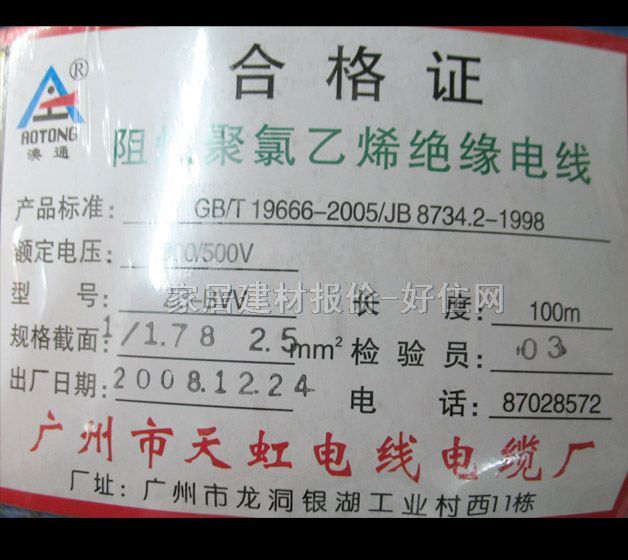 合格证
®
AOTONG
澳通
阻燃聚氯乙烯绝缘电线
产品标准: GB/T 19666-2005/JB 8734.2-1998
额定电压: 300/500V
型 号:
长 度: 100m
家居建材报价-好住网
规格截面: 1/1.78 2.5 mm²
检验员: 03
出厂日期: 2008.12.24
电 话: 87028572
广州市天虹电线电缆厂
厂址: 广州市龙洞银湖工业村西11栋